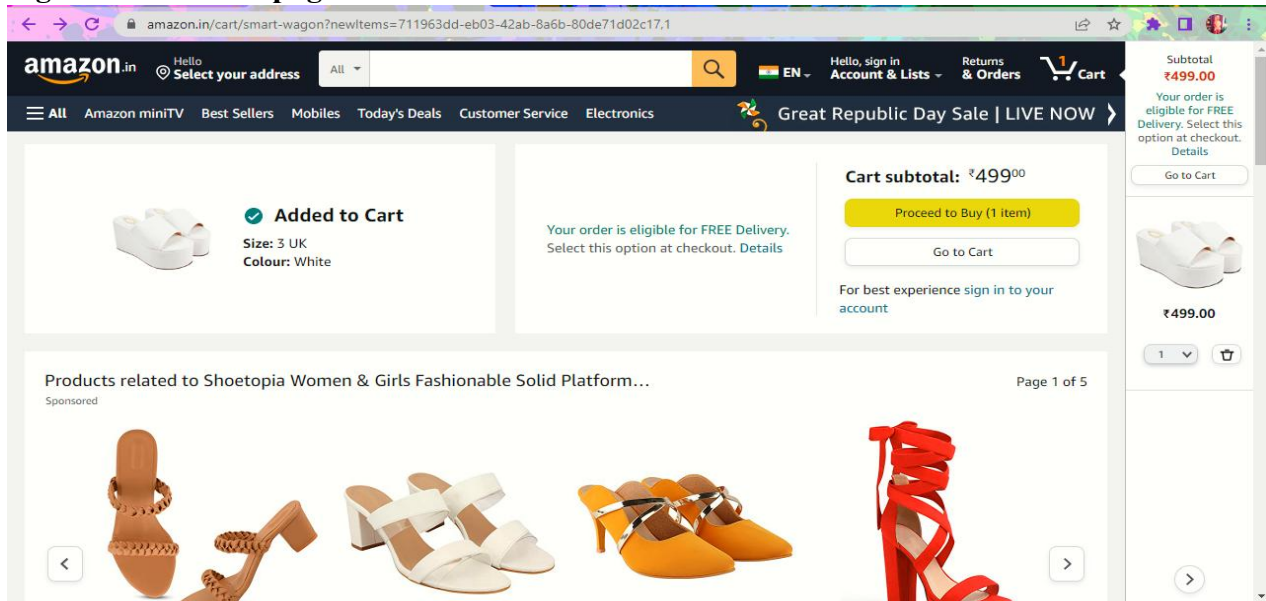 amazon.in/cart/smart-wagon?newItems=711963dd-eb03-42ab-8a6b-80de71d02c17,1
amazon.in
Hello
Select your address
All
EN
Hello, sign in
Account & Lists
Returns
& Orders
1
Cart
All Amazon miniTV Best Sellers Mobiles Today's Deals Customer Service Electronics
Great Republic Day Sale | LIVE NOW
Added to Cart
Size: 3 UK
Colour: White
Your order is eligible for FREE Delivery.
Select this option at checkout. Details
Cart subtotal: ₹49900
Proceed to Buy (1 item)
Go to Cart
For best experience sign in to your
account
Subtotal
₹499.00
Your order is
eligible for FREE
Delivery. Select this
option at checkout.
Details
Go to Cart
₹499.00
1
Products related to Shoetopia Women & Girls Fashionable Solid Platform...
Page 1 of 5
Sponsored